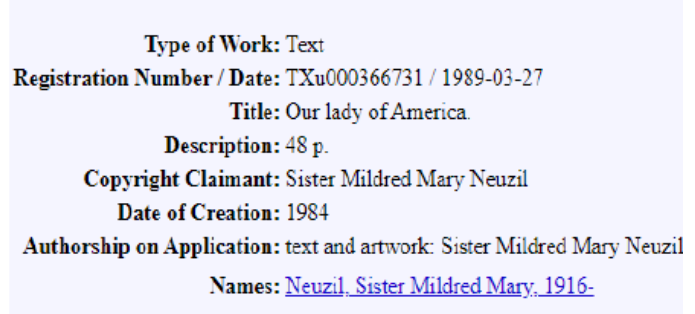 Type of Work: Text
Registration Number / Date: TXu000366731 / 1989-03-27
Title: Our lady of America.
Description: 48 p.
Copyright Claimant: Sister Mildred Mary Neuzil
Date of Creation: 1984
Authorship on Application: text and artwork: Sister Mildred Mary Neuzil
Names: Neuzil, Sister Mildred Mary, 1916-